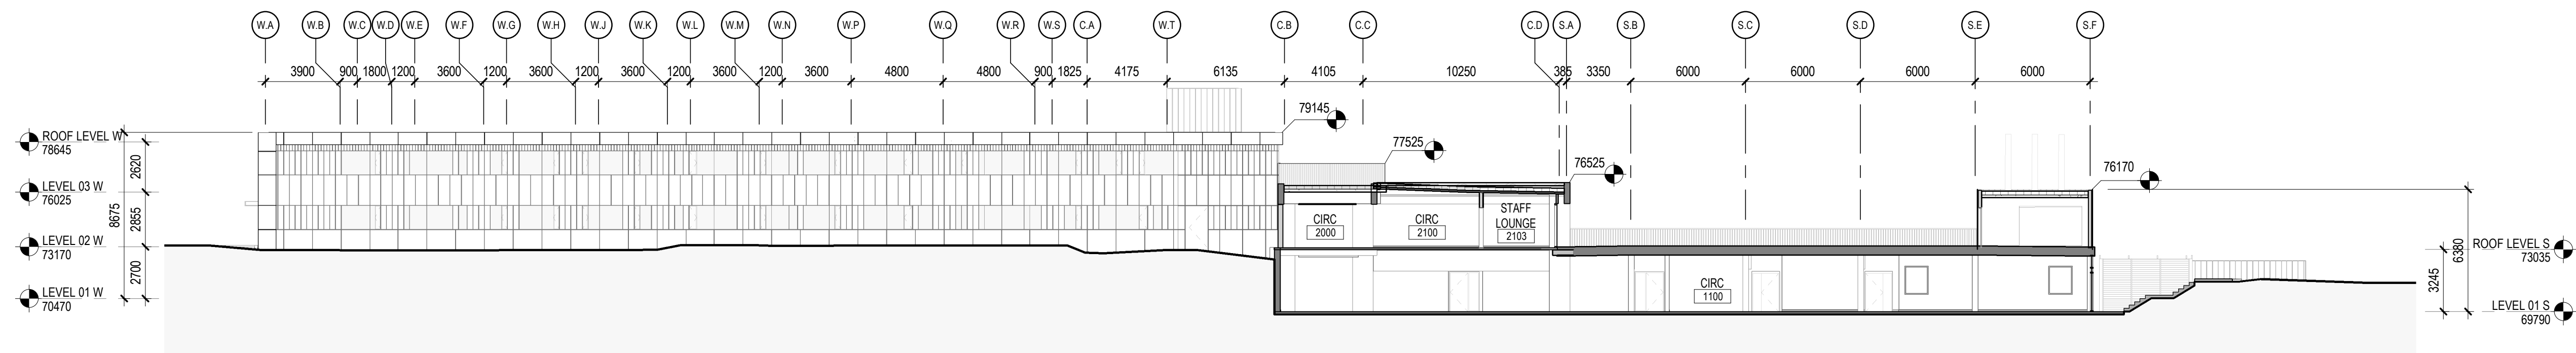 W.A W.B W.C W.D W.E W.F W.G W.H W.J W.K W.L W.M W.N W.P W.Q W.R W.S C.A W.T C.B C.C C.D S.A S.B S.C S.D S.E S.F
3900 900 1800 1200 3600 1200 3600 1200 3600 1200 3600 1200 3600 4800 4800 900 1825 4175 6135 4105 10250 385 3350 6000 6000 6000 6000
79145
ROOF LEVEL W
78645
77525
76525
76170
2620
LEVEL 03 W
76025
8675
2855
CIRC
2000
CIRC
2100
STAFF
LOUNGE
2103
LEVEL 02 W
73170
6380
ROOF LEVEL S
73035
2700
3245
CIRC
1100
LEVEL 01 W
70470
LEVEL 01 S
69790